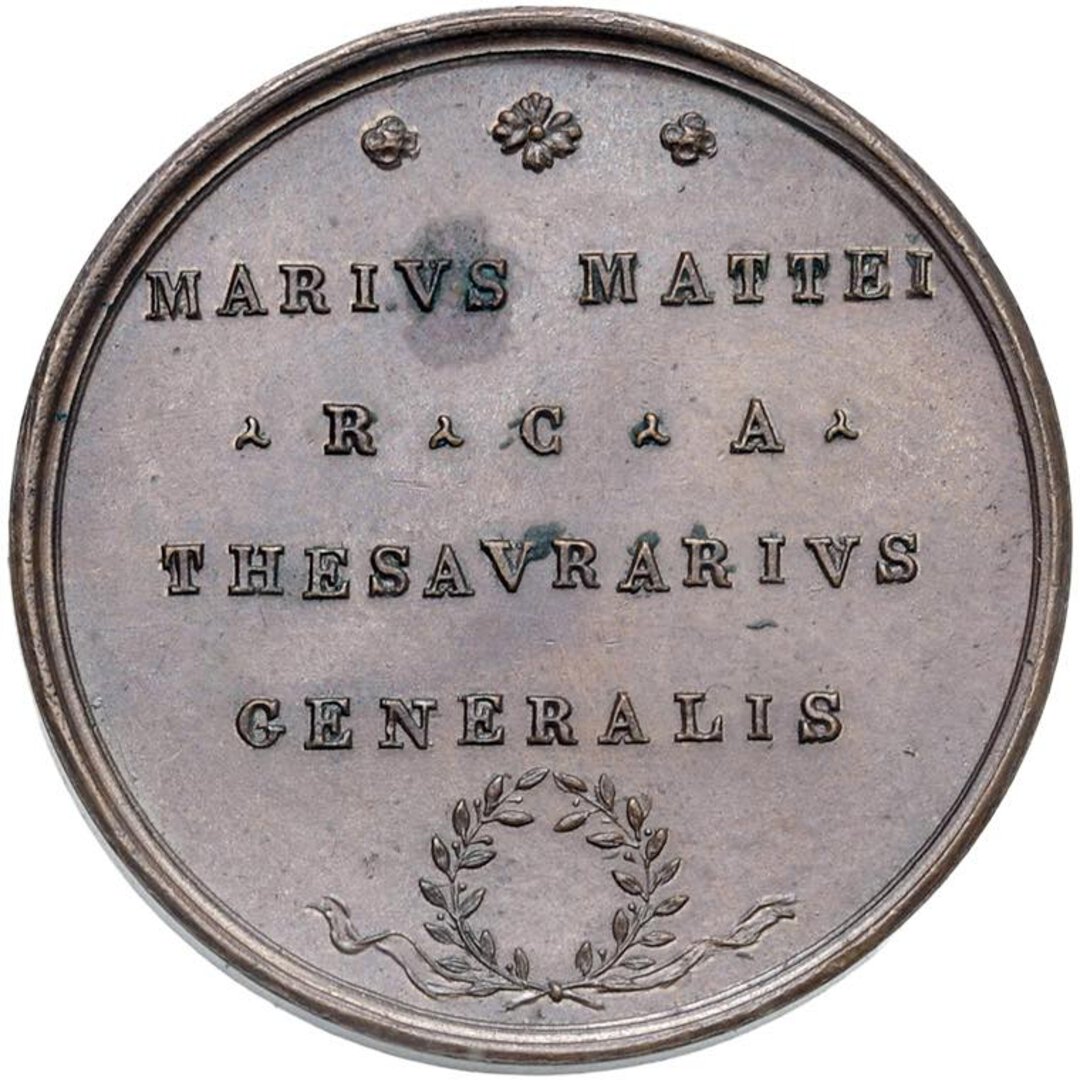 MARIVS MATTEI
R · C · A
THESAVRARIVS
GENERALIS